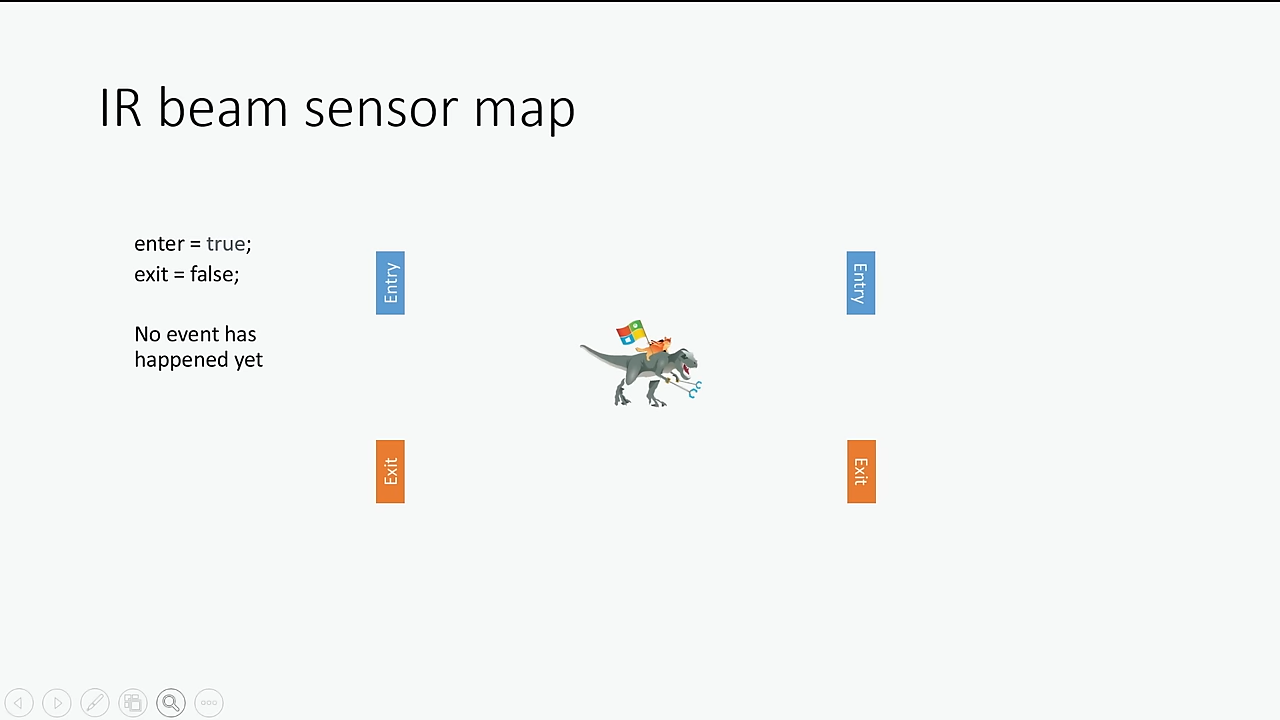 IR beam sensor map
enter = true;
exit = false;
No event has
happened yet
Entry
Entry
Exit
Exit